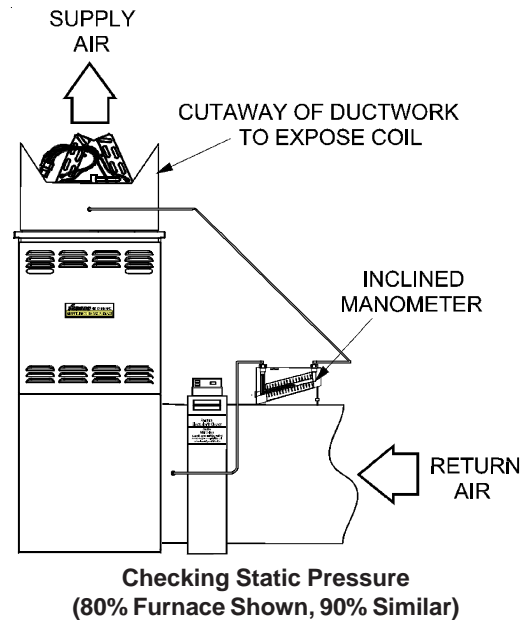 SUPPLY
AIR
CUTAWAY OF DUCTWORK
TO EXPOSE COIL
INCLINED
MANOMETER
RETURN
AIR
Checking Static Pressure
(80% Furnace Shown, 90% Similar)